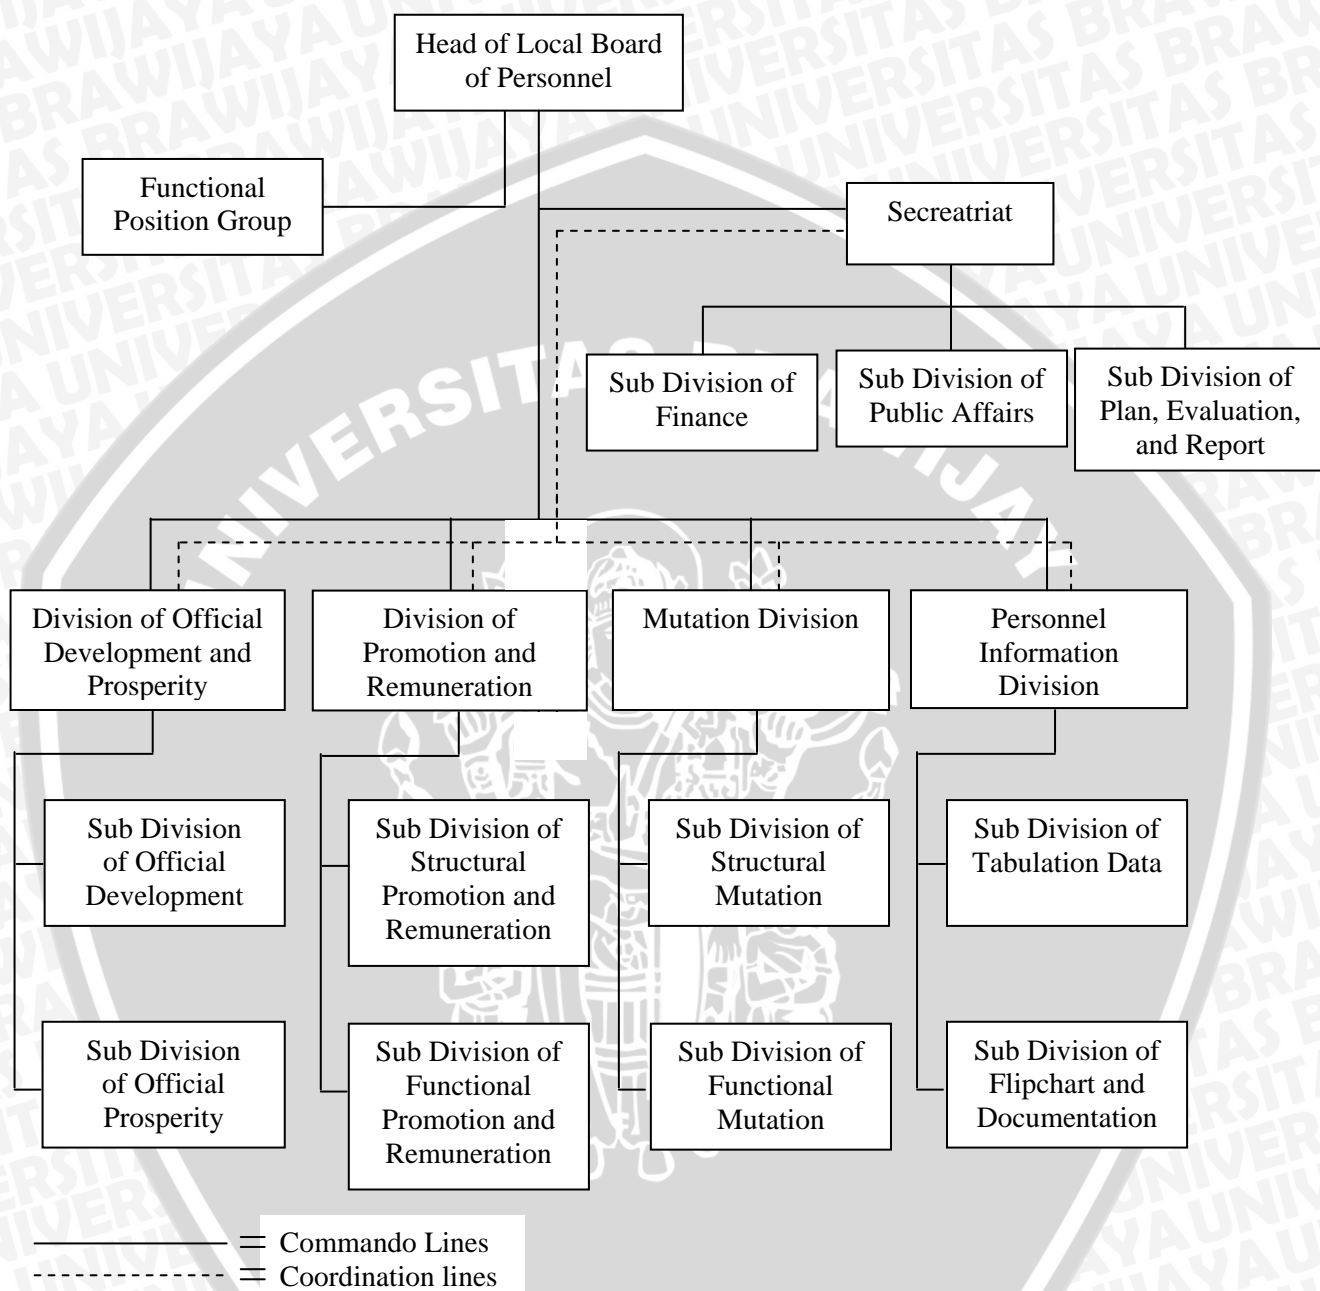 Head of Local Board
of Personnel
Functional
Position Group
Secreatriat
Sub Division of
Finance
Sub Division of
Public Affairs
Sub Division of
Plan, Evaluation,
and Report
Division of Official
Development and
Prosperity
Division of
Promotion and
Remuneration
Mutation Division
Personnel
Information
Division
Sub Division
of Official
Development
Sub Division of
Structural
Promotion and
Remuneration
Sub Division of
Structural
Mutation
Sub Division of
Tabulation Data
Sub Division
of Official
Prosperity
Sub Division of
Functional
Promotion and
Remuneration
Sub Division of
Functional
Mutation
Sub Division of
Flipchart and
Documentation
= Commando Lines
= Coordination lines